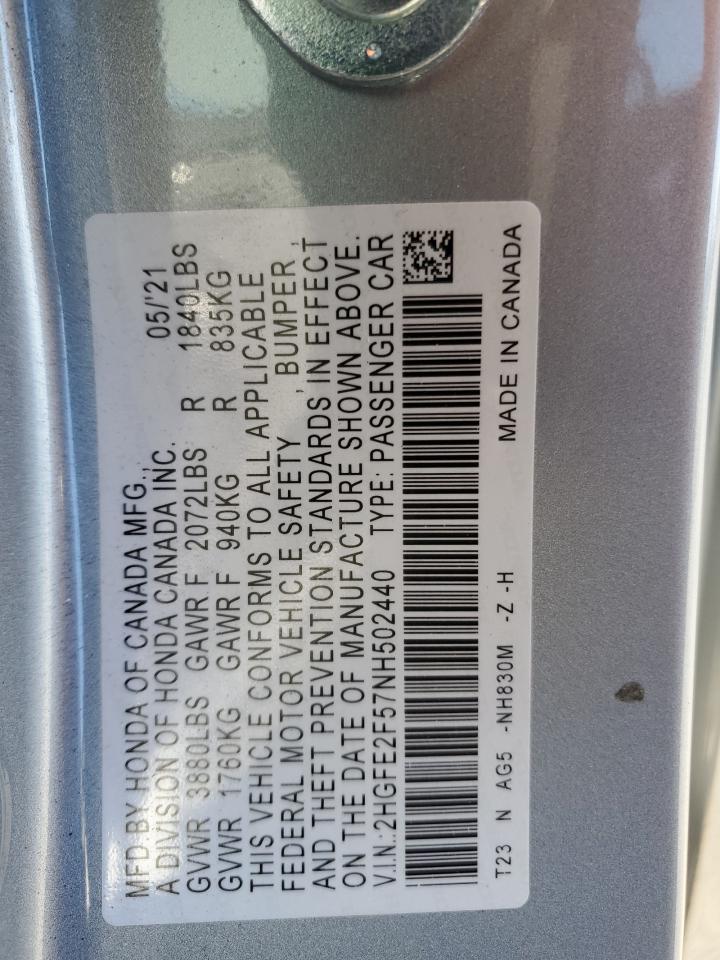 MFD.BY HONDA OF CANADA MFG.,
A DIVISION OF HONDA CANADA INC. 05/'21
GVWR 3880LBS GAWR F 2072LBS R 1840LBS
GVWR 1760KG GAWR F 940KG R 835KG
THIS VEHICLE CONFORMS TO ALL APPLICABLE
FEDERAL MOTOR VEHICLE SAFETY , BUMPER ,
AND THEFT PREVENTION STANDARDS IN EFFECT
ON THE DATE OF MANUFACTURE SHOWN ABOVE.
V.I.N.:2HGFE2F57NH502440 TYPE: PASSENGER CAR
T23 N AG5 -NH830M -Z -H MADE IN CANADA